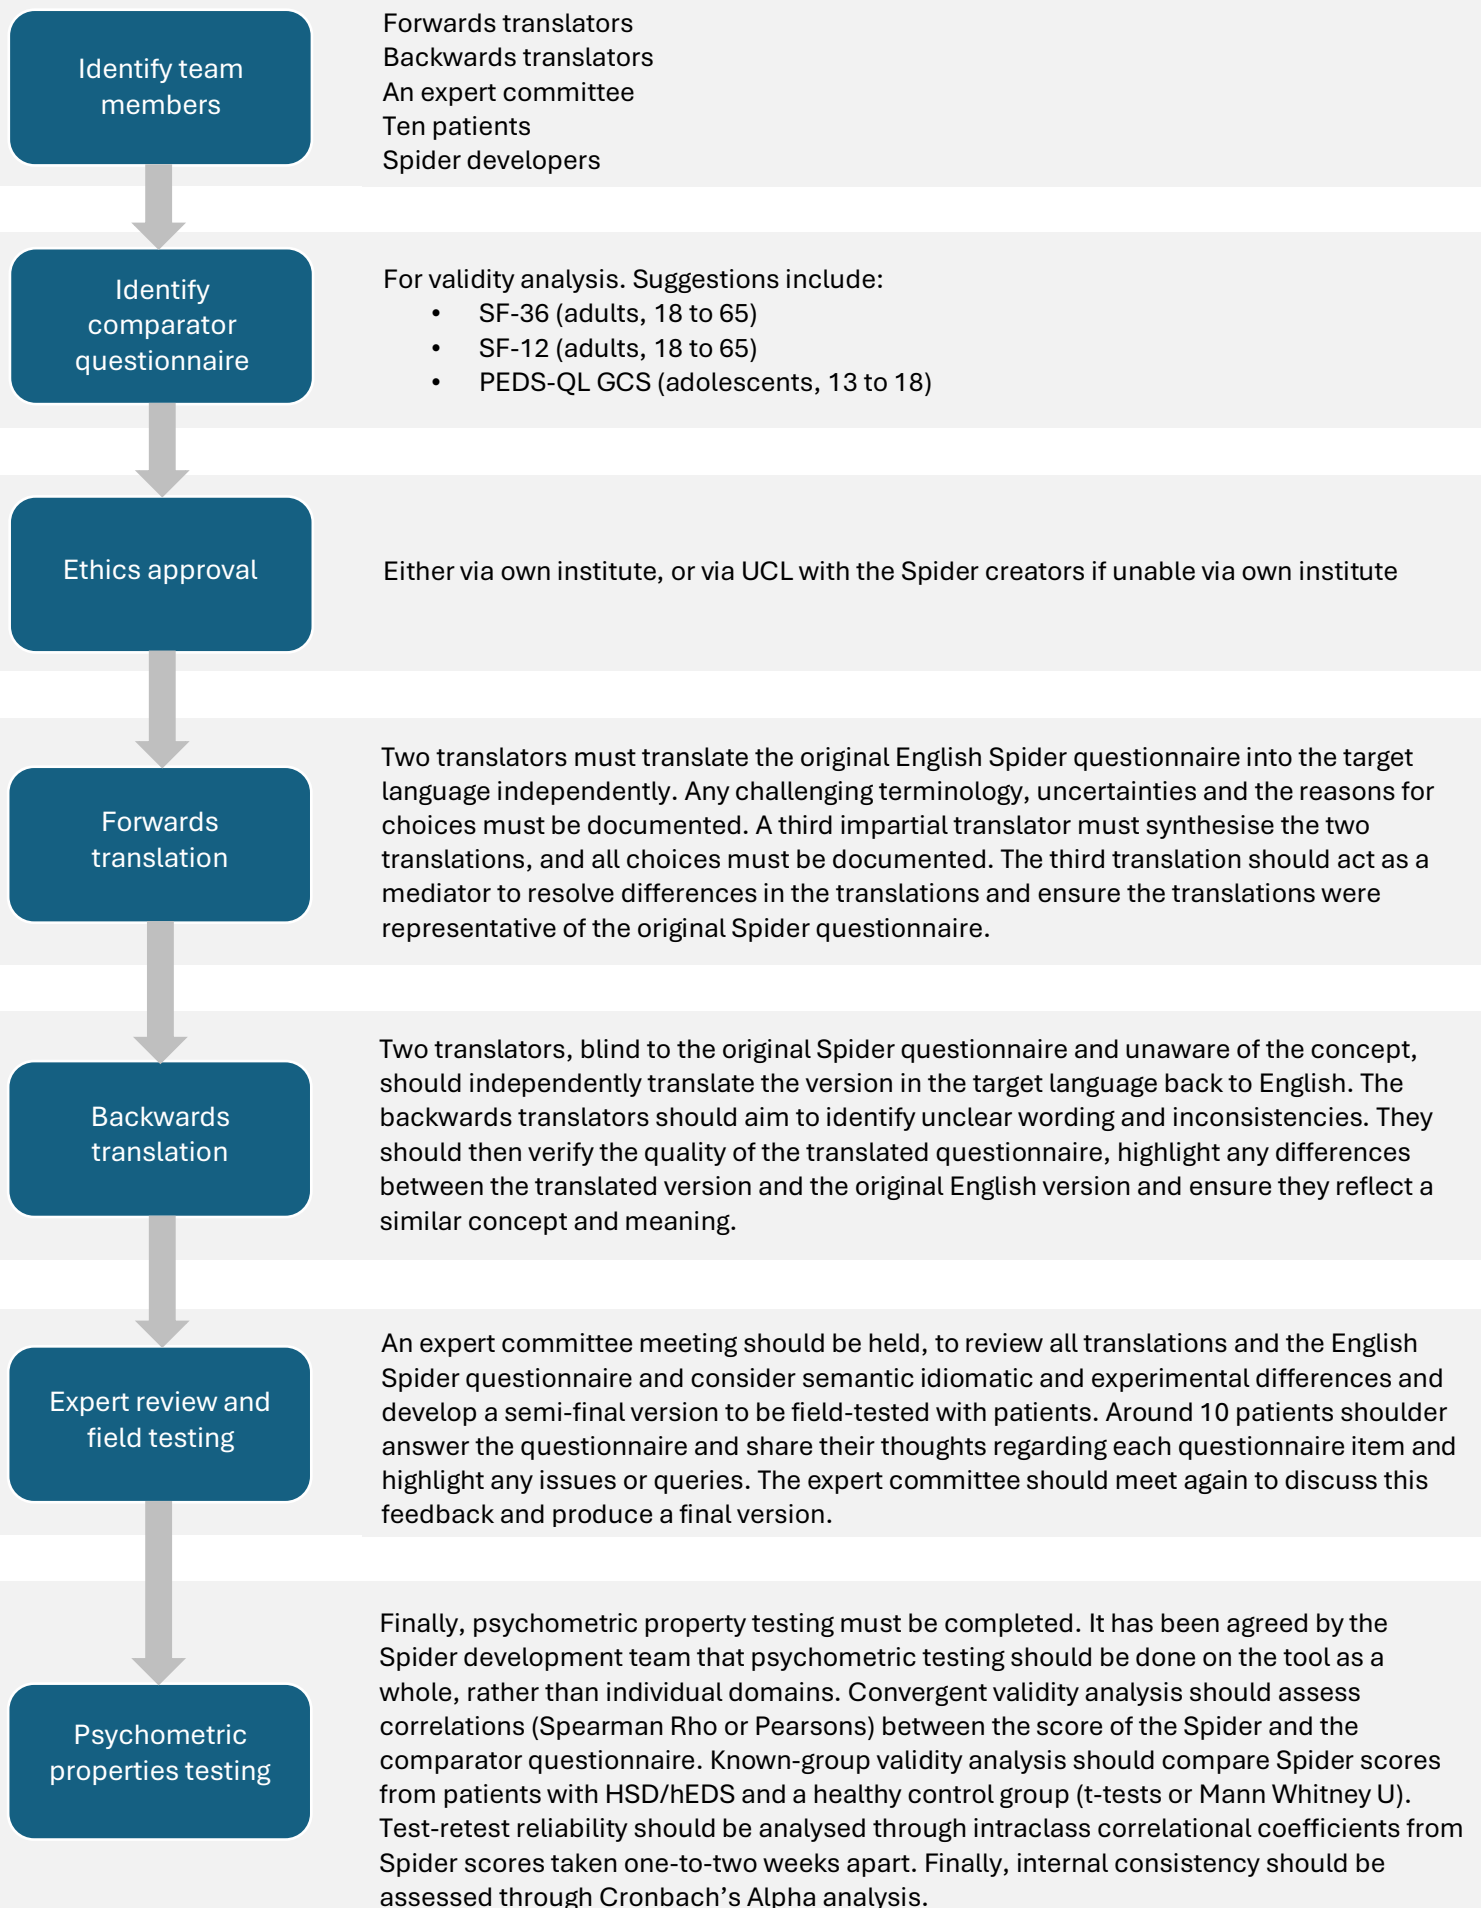 Identify team
members
Forwards translators
Backwards translators
An expert committee
Ten patients
Spider developers
Identify
comparator
questionnaire
For validity analysis. Suggestions include:
• SF-36 (adults, 18 to 65)
• SF-12 (adults, 18 to 65)
• PEDS-QL GCS (adolescents, 13 to 18)
Ethics approval
Either via own institute, or via UCL with the Spider creators if unable via own institute
Forwards
translation
Two translators must translate the original English Spider questionnaire into the target
language independently. Any challenging terminology, uncertainties and the reasons for
choices must be documented. A third impartial translator must synthesise the two
translations, and all choices must be documented. The third translation should act as a
mediator to resolve differences in the translations and ensure the translations were
representative of the original Spider questionnaire.
Backwards
translation
Two translators, blind to the original Spider questionnaire and unaware of the concept,
should independently translate the version in the target language back to English. The
backwards translators should aim to identify unclear wording and inconsistencies. They
should then verify the quality of the translated questionnaire, highlight any differences
between the translated version and the original English version and ensure they reflect a
similar concept and meaning.
Expert review and
field testing
An expert committee meeting should be held, to review all translations and the English
Spider questionnaire and consider semantic idiomatic and experimental differences and
develop a semi-final version to be field-tested with patients. Around 10 patients shoulder
answer the questionnaire and share their thoughts regarding each questionnaire item and
highlight any issues or queries. The expert committee should meet again to discuss this
feedback and produce a final version.
Psychometric
properties testing
Finally, psychometric property testing must be completed. It has been agreed by the
Spider development team that psychometric testing should be done on the tool as a
whole, rather than individual domains. Convergent validity analysis should assess
correlations (Spearman Rho or Pearsons) between the score of the Spider and the
comparator questionnaire. Known-group validity analysis should compare Spider scores
from patients with HSD/hEDS and a healthy control group (t-tests or Mann Whitney U).
Test-retest reliability should be analysed through intraclass correlational coefficients from
Spider scores taken one-to-two weeks apart. Finally, internal consistency should be
assessed through Cronbach's Alpha analysis.